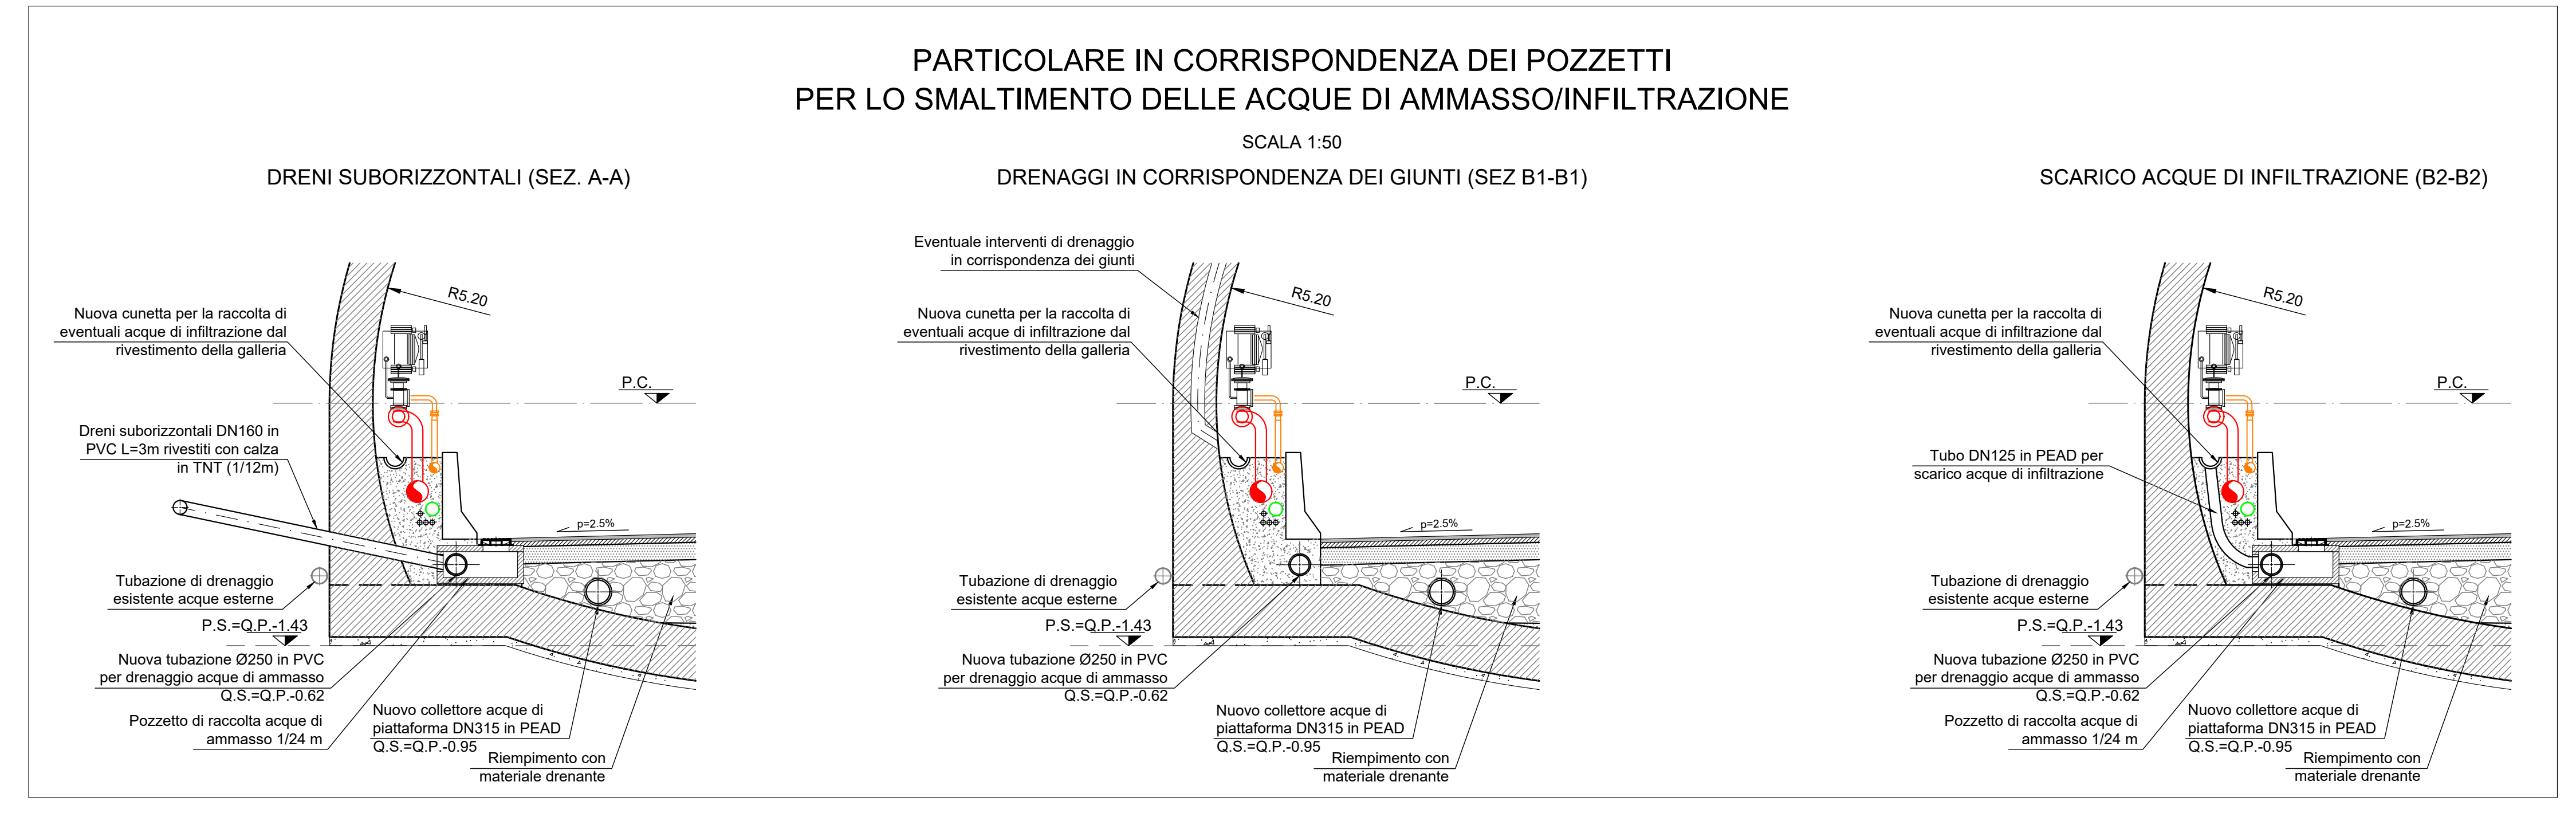 PARTICOLARE IN CORRISPONDENZA DEI POZZETTI
PER LO SMALTIMENTO DELLE ACQUE DI AMMASSO/INFILTRAZIONE
SCALA 1:50
DRENI SUBORIZZONTALI (SEZ. A-A)
R5.20
Nuova cunetta per la raccolta di
eventuali acque di infiltrazione dal
rivestimento della galleria
P.C.
Dreni suborizzontali DN160 in
PVC L=3m rivestiti con calza
in TNT (1/12m)
p=2.5%
Tubazione di drenaggio
esistente acque esterne
P.S.=Q.P.-1.43
Nuova tubazione Ø250 in PVC
per drenaggio acque di ammasso
Q.S.=Q.P.-0.62
Pozzetto di raccolta acque di
ammasso 1/24 m
Nuovo collettore acque di
piattaforma DN315 in PEAD
Q.S.=Q.P.-0.95
Riempimento con
materiale drenante
DRENAGGI IN CORRISPONDENZA DEI GIUNTI (SEZ B1-B1)
Eventuale interventi di drenaggio
in corrispondenza dei giunti
R5.20
Nuova cunetta per la raccolta di
eventuali acque di infiltrazione dal
rivestimento della galleria
P.C.
p=2.5%
Tubazione di drenaggio
esistente acque esterne
P.S.=Q.P.-1.43
Nuova tubazione Ø250 in PVC
per drenaggio acque di ammasso
Q.S.=Q.P.-0.62
Nuovo collettore acque di
piattaforma DN315 in PEAD
Q.S.=Q.P.-0.95
Riempimento con
materiale drenante
SCARICO ACQUE DI INFILTRAZIONE (B2-B2)
R5.20
Nuova cunetta per la raccolta di
eventuali acque di infiltrazione dal
rivestimento della galleria
P.C.
Tubo DN125 in PEAD per
scarico acque di infiltrazione
p=2.5%
Tubazione di drenaggio
esistente acque esterne
P.S.=Q.P.-1.43
Nuova tubazione Ø250 in PVC
per drenaggio acque di ammasso
Q.S.=Q.P.-0.62
Pozzetto di raccolta acque di
ammasso 1/24 m
Nuovo collettore acque di
piattaforma DN315 in PEAD
Q.S.=Q.P.-0.95
Riempimento con
materiale drenante